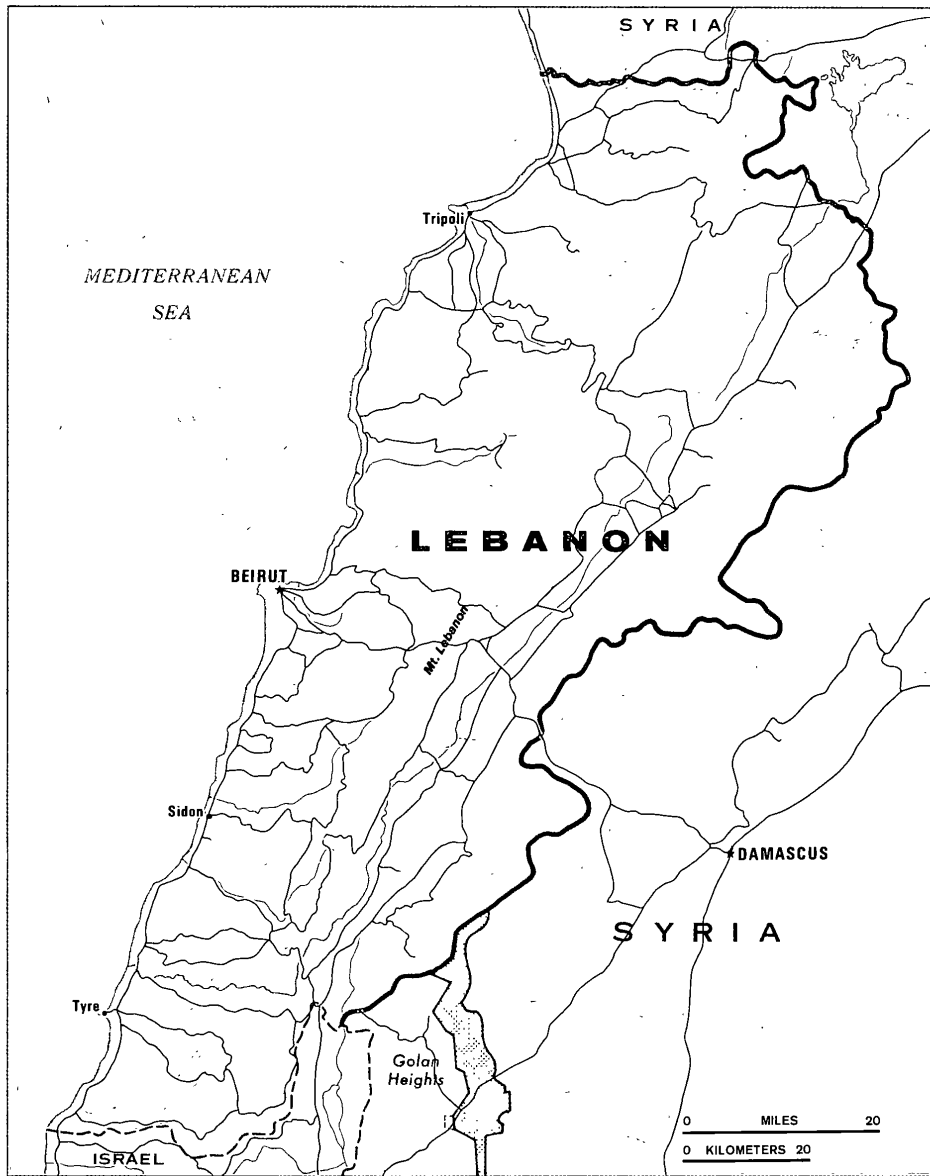 SYRIA
Tripoli
MEDITERRANEAN
SEA
LEBANON
BEIRUT
Mt. Lebanon
Sidon
DAMASCUS
SYRIA
Tyre
Golan
Heights
0 MILES 20
0 KILOMETERS 20
ISRAEL